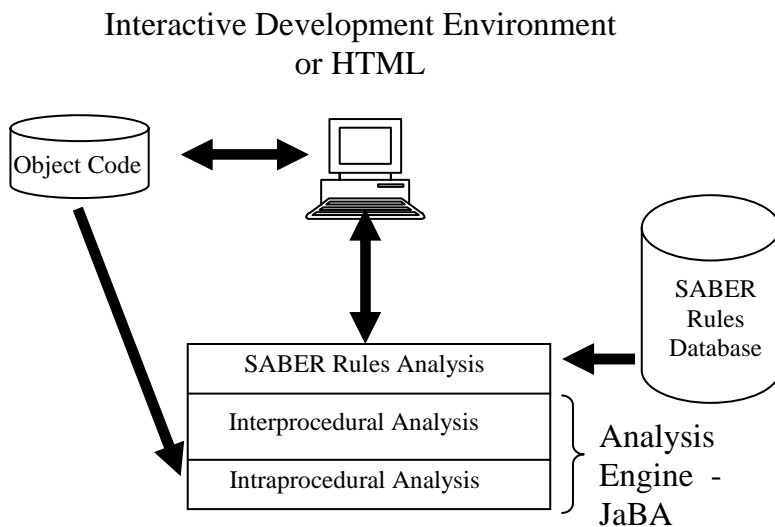 Interactive Development Environment
or HTML
Object Code
SABER
Rules
Database
SABER Rules Analysis
Interprocedural Analysis
Intraprocedural Analysis
Analysis
Engine -
JaBA